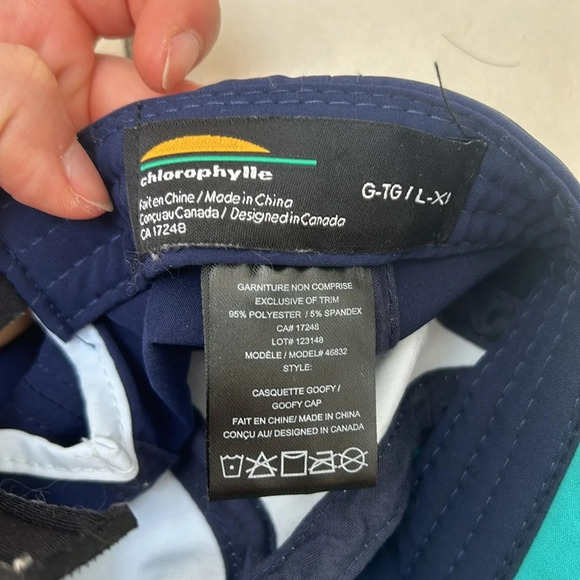 chlorophylle
Fait en Chine / Made in China
Conçu au Canada / Designed in Canada
CA 17248
G-TG / L-XL
GARNITURE NON COMPRISE
EXCLUSIVE OF TRIM
95% POLYESTER / 5% SPANDEX
CA# 17248
LOT# 123148
MODÈLE / MODEL# 46832
STYLE:
CASQUETTE GOOFY /
GOOFY CAP
FAIT EN CHINE/ MADE IN CHINA
CONÇU AU/ DESIGNED IN CANADA